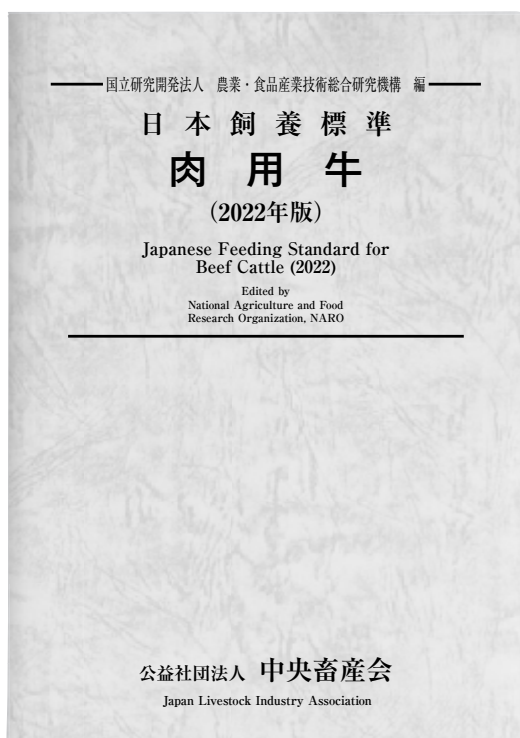 国立研究開発法人　農業・食品産業技術総合研究機構　編
日本飼養標準
肉用牛
(2022年版)
Japanese Feeding Standard for
Beef Cattle (2022)
Edited by
National Agriculture and Food
Research Organization, NARO
公益社団法人 中央畜産会
Japan Livestock Industry Association